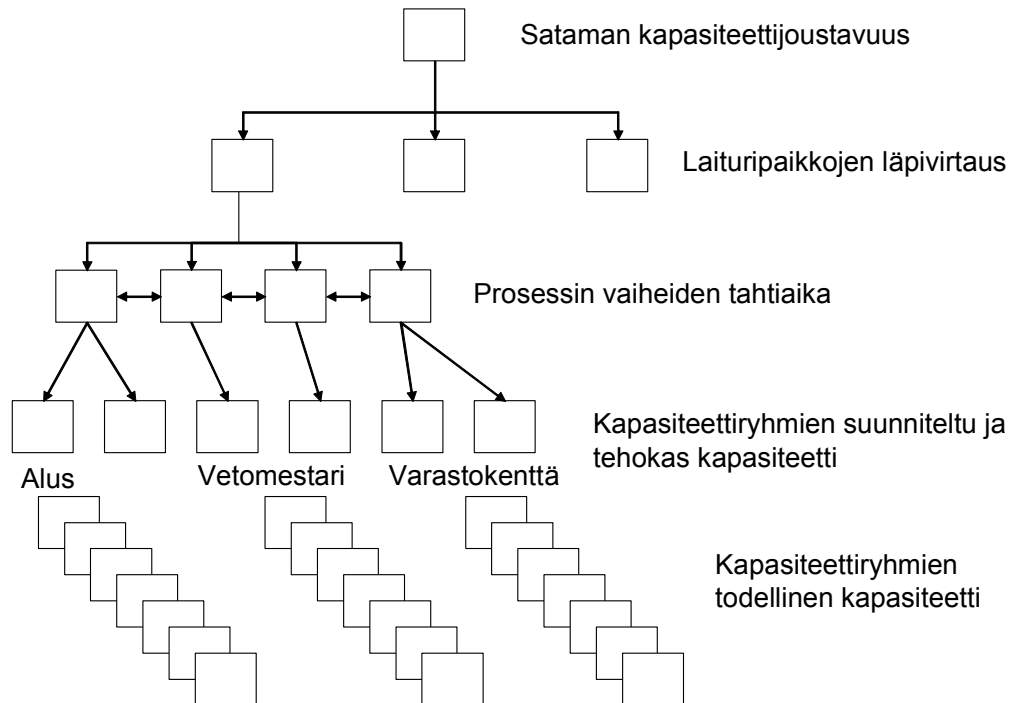 Sataman kapasiteettijoustavuus
Laituripaikkojen läpivirtaus
Prosessin vaiheiden tahtiaika
Kapasiteettiryhmien suunniteltu ja
tehokas kapasiteetti
Alus
Vetomestari
Varastokenttä
Kapasiteettiryhmien
todellinen kapasiteetti